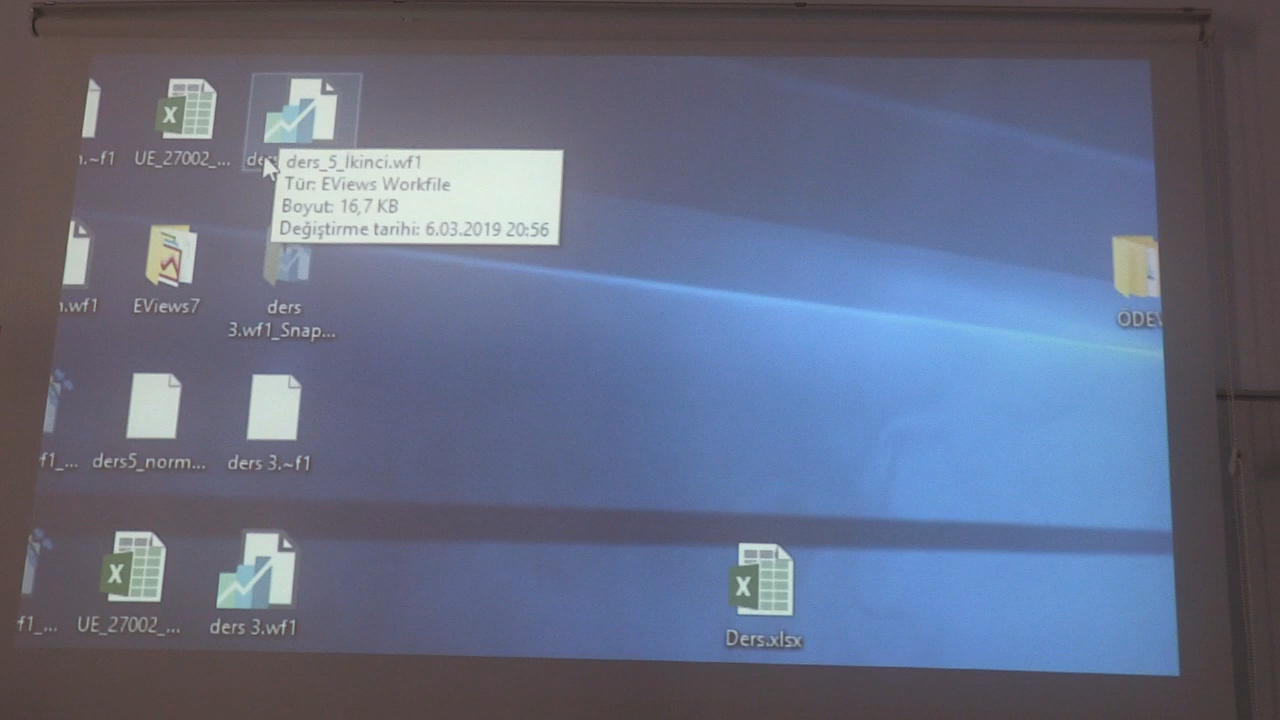 ı.~f1
UE_27002_...
ders_5_İkinci.wf1
Tür: EViews Workfile
Boyut: 16,7 KB
Değiştirme tarihi: 6.03.2019 20:56
ı.wf1
EViews7
ders
3.wf1_Snap...
ÖDEV
f1_...
ders5_norm...
ders 3.~f1
f1_...
UE_27002_...
ders 3.wf1
Ders.xlsx